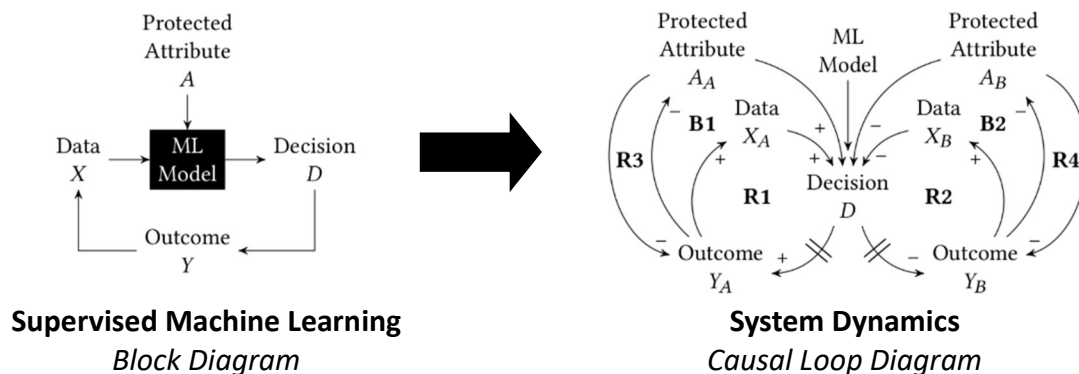 Protected
Attribute
A
Data
X
ML
Model
Decision
D
Outcome
Y
Supervised Machine Learning
Block Diagram
Protected
Attribute
A_A
ML
Model
Protected
Attribute
A_B
−
B1
Data
X_A
+
−
Data
X_B
B2
−
R3
+
+
−
+
R4
R1
Decision
D
R2
−
Outcome
Y_A
+
−
Outcome
Y_B
−
System Dynamics
Causal Loop Diagram